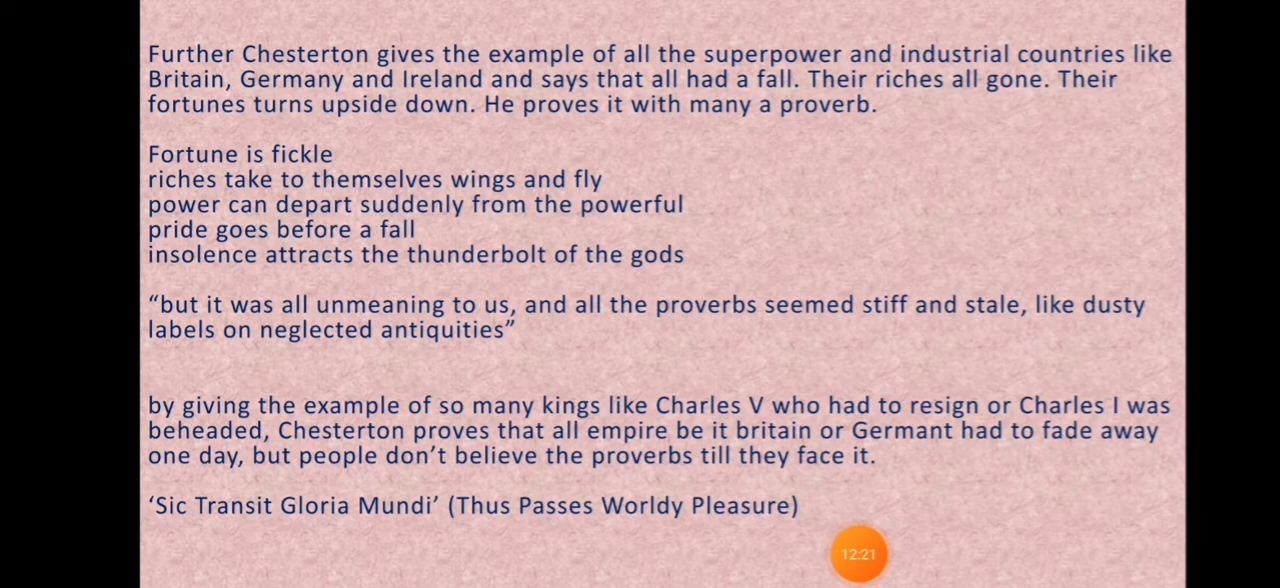 Further Chesterton gives the example of all the superpower and industrial countries like
Britain, Germany and Ireland and says that all had a fall. Their riches all gone. Their
fortunes turns upside down. He proves it with many a proverb.
Fortune is fickle
riches take to themselves wings and fly
power can depart suddenly from the powerful
pride goes before a fall
insolence attracts the thunderbolt of the gods
“but it was all unmeaning to us, and all the proverbs seemed stiff and stale, like dusty
labels on neglected antiquities”
by giving the example of so many kings like Charles V who had to resign or Charles I was
beheaded, Chesterton proves that all empire be it britain or Germant had to fade away
one day, but people don’t believe the proverbs till they face it.
‘Sic Transit Gloria Mundi’ (Thus Passes Worldy Pleasure)
12:21